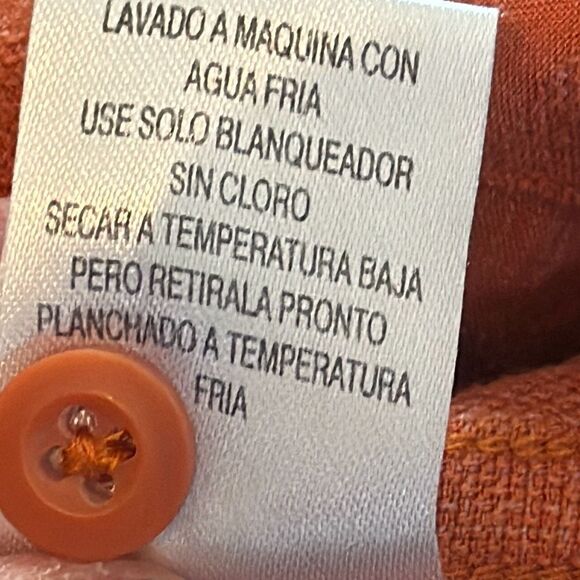 LAVADO A MAQUINA CON
AGUA FRIA
USE SOLO BLANQUEADOR
SIN CLORO
SECAR A TEMPERATURA BAJA
PERO RETIRALA PRONTO
PLANCHADO A TEMPERATURA
FRIA